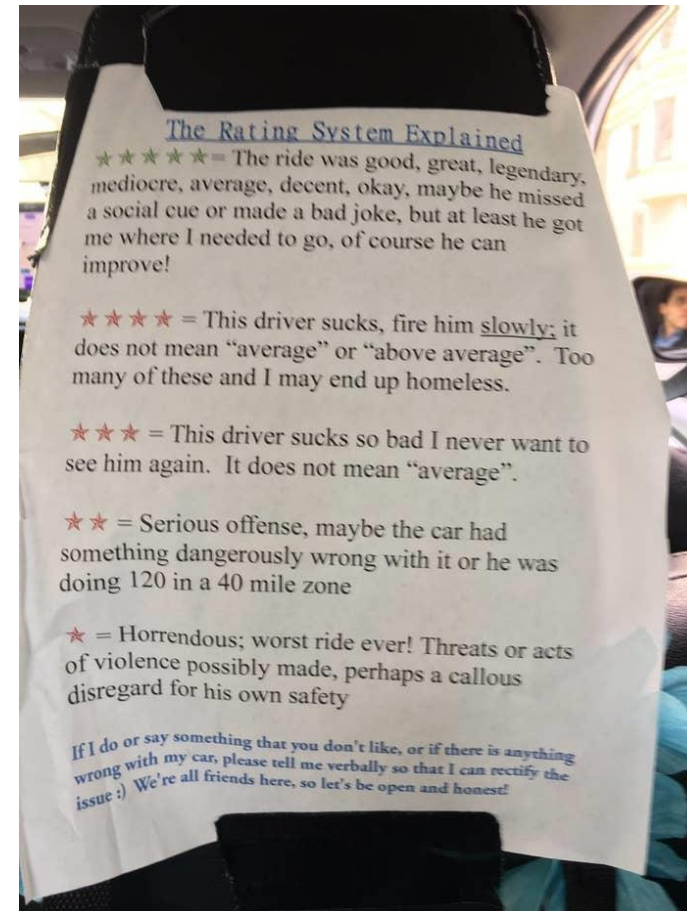 The Rating System Explained
★★★★★= The ride was good, great, legendary,
mediocre, average, decent, okay, maybe he missed
a social cue or made a bad joke, but at least he got
me where I needed to go, of course he can
improve!
★★★★ = This driver sucks, fire him slowly; it
does not mean “average” or “above average”. Too
many of these and I may end up homeless.
★★★ = This driver sucks so bad I never want to
see him again. It does not mean “average”.
★★ = Serious offense, maybe the car had
something dangerously wrong with it or he was
doing 120 in a 40 mile zone
★ = Horrendous; worst ride ever! Threats or acts
of violence possibly made, perhaps a callous
disregard for his own safety
If I do or say something that you don't like, or if there is anything
wrong with my car, please tell me verbally so that I can rectify the
issue :) We're all friends here, so let's be open and honest!